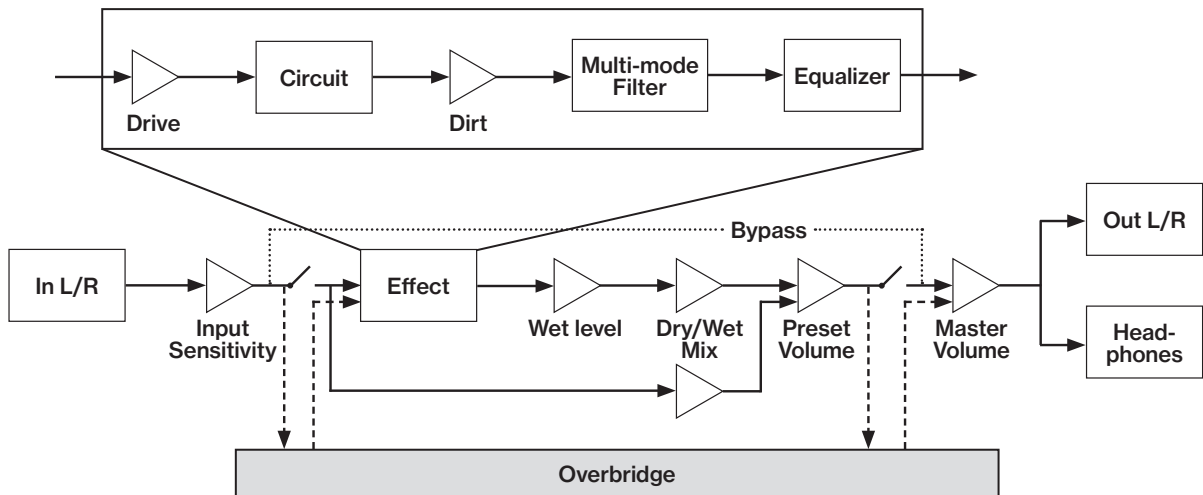 Drive
Circuit
Dirt
Multi-mode
Filter
Equalizer
Bypass
In L/R
Input
Sensitivity
Effect
Wet level
Dry/Wet
Mix
Preset
Volume
Master
Volume
Out L/R
Head-
phones
Overbridge